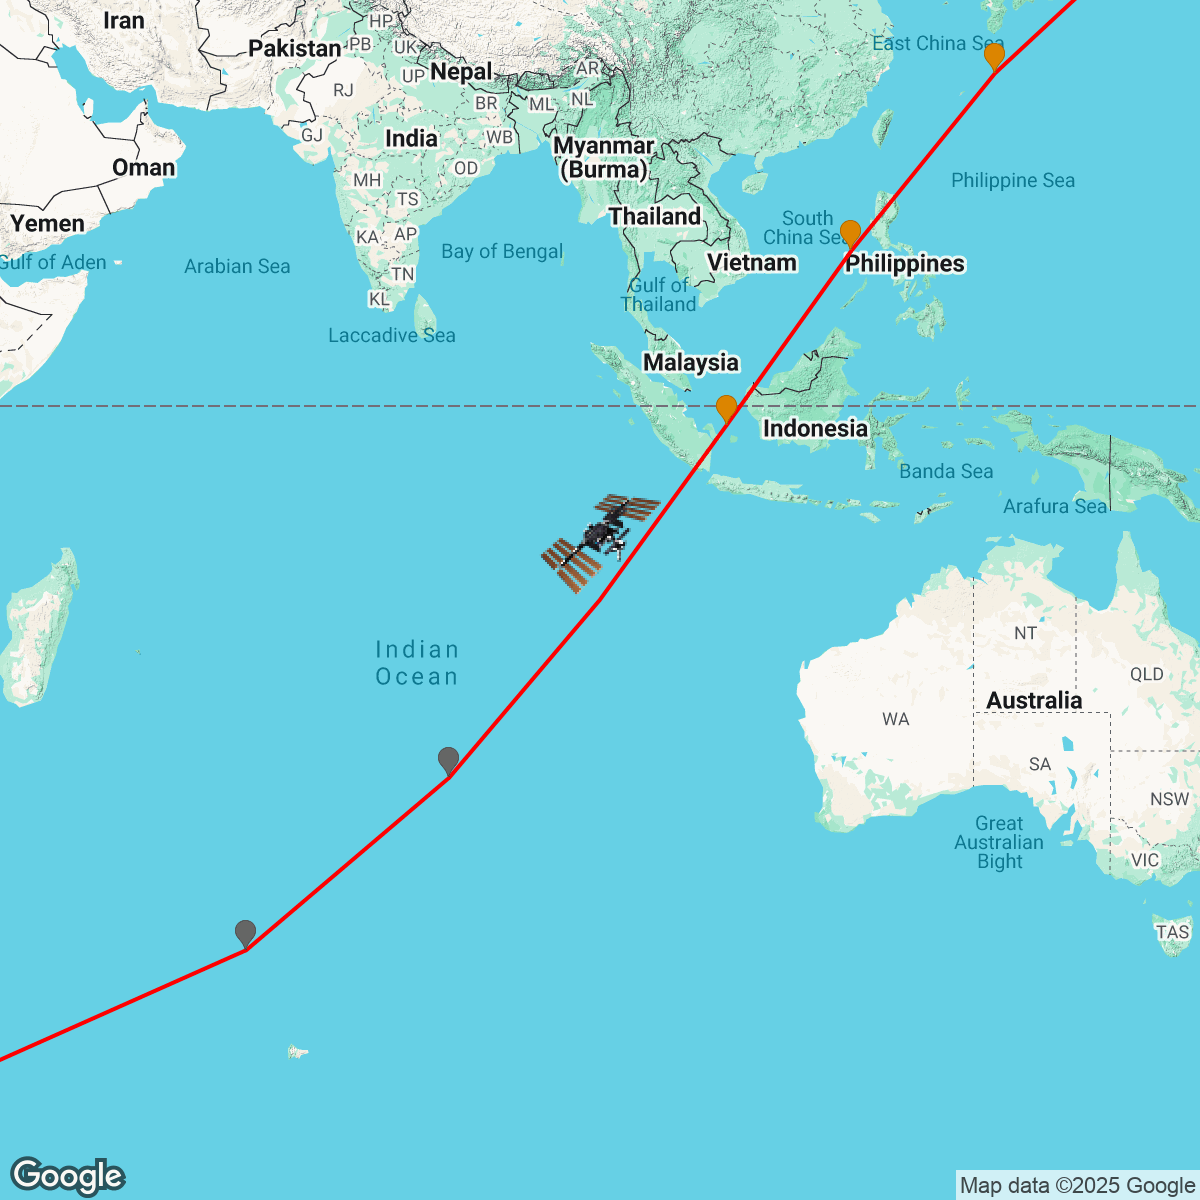 Iran
HP
East China Sea
Pakistan
PB
UK
Nepal
AR
UP
RJ
BR
ML
NL
GJ
India
WB
Myanmar
(Burma)
Oman
OD
MH
Philippine Sea
TS
Yemen
Thailand
South
China Sea
KA
AP
Bay of Bengal
Gulf of Aden
Arabian Sea
Vietnam
Philippines
TN
Gulf of
Thailand
KL
Laccadive Sea
Malaysia
Indonesia
Banda Sea
Arafura Sea
Indian
Ocean
NT
QLD
Australia
WA
SA
NSW
Great
Australian
Bight
VIC
TAS
Google
Map data ©2025 Google